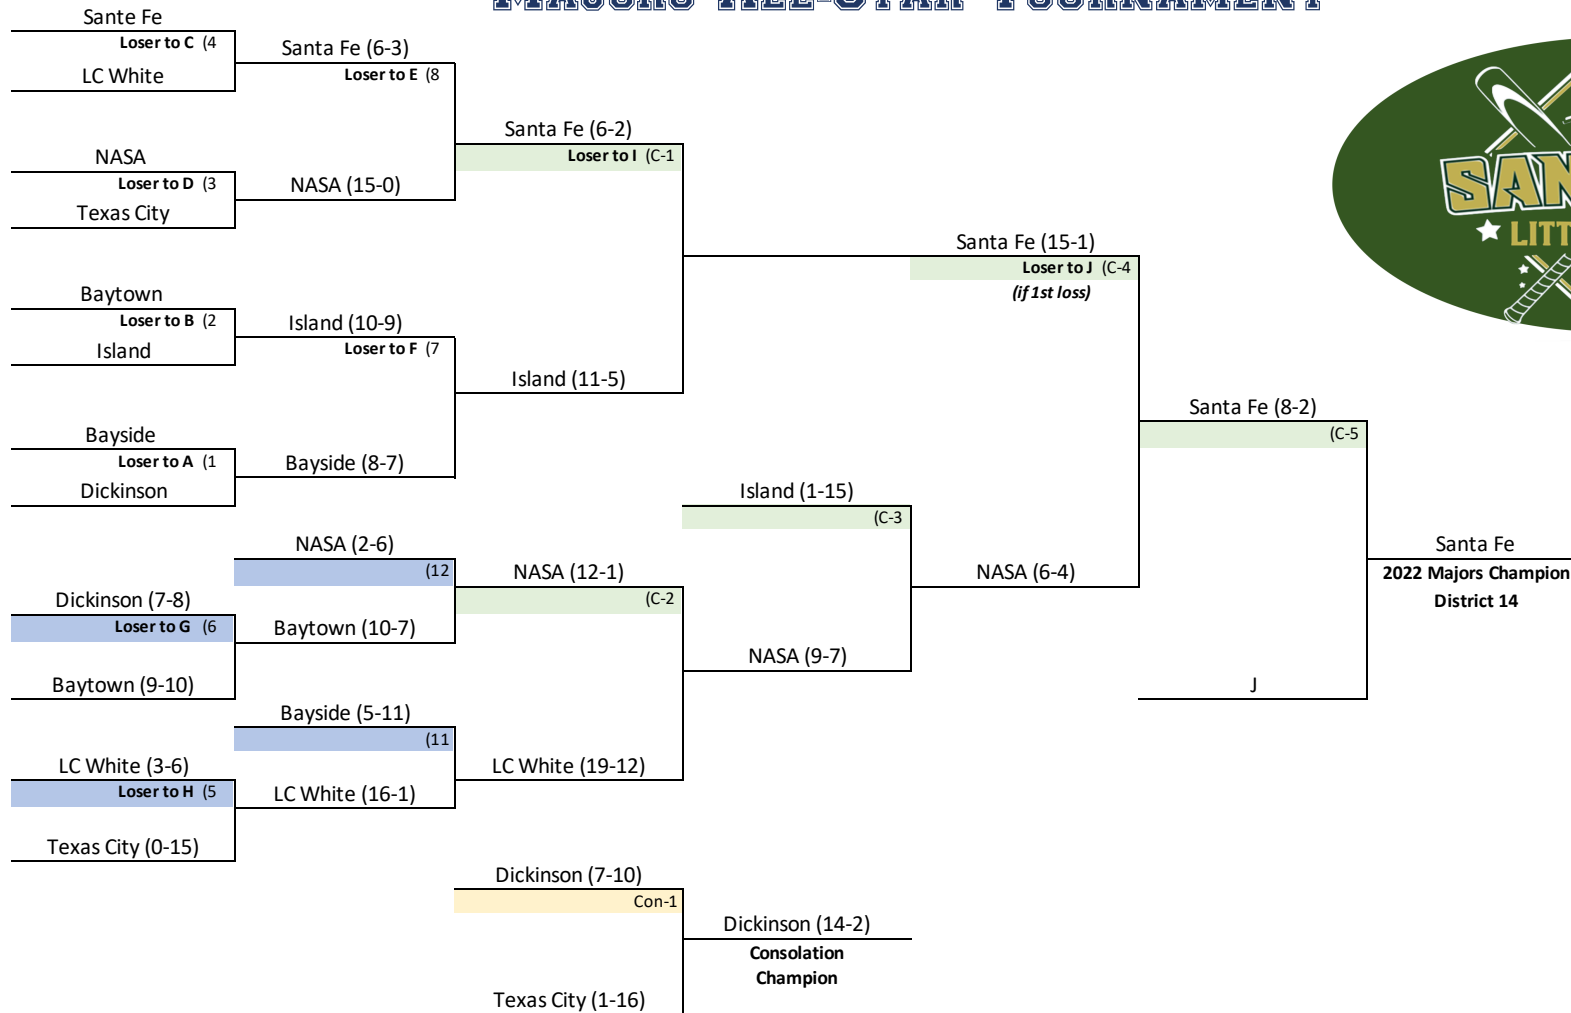 MAJORS ALL-STAR TOURNAMENT
Sante Fe
Loser to C (4
LC White
Santa Fe (6-3)
Loser to E (8
NASA
Loser to D (3
Texas City
NASA (15-0)
Santa Fe (6-2)
Loser to I (C-1
Baytown
Loser to B (2
Island
Island (10-9)
Loser to F (7
Bayside
Loser to A (1
Dickinson
Bayside (8-7)
Island (11-5)
Santa Fe (15-1)
Loser to J (C-4
(if 1st loss)
Santa Fe (8-2)
(C-5
Island (1-15)
(C-3
NASA (2-6)
(12
NASA (12-1)
(C-2
NASA (6-4)
Santa Fe
2022 Majors Champion
District 14
Dickinson (7-8)
Loser to G (6
Baytown (10-7)
Baytown (9-10)
NASA (9-7)
J
Bayside (5-11)
(11
LC White (3-6)
Loser to H (5
LC White (16-1)
LC White (19-12)
Texas City (0-15)
Dickinson (7-10)
Con-1
Dickinson (14-2)
Consolation
Champion
Texas City (1-16)
SAN
LITT